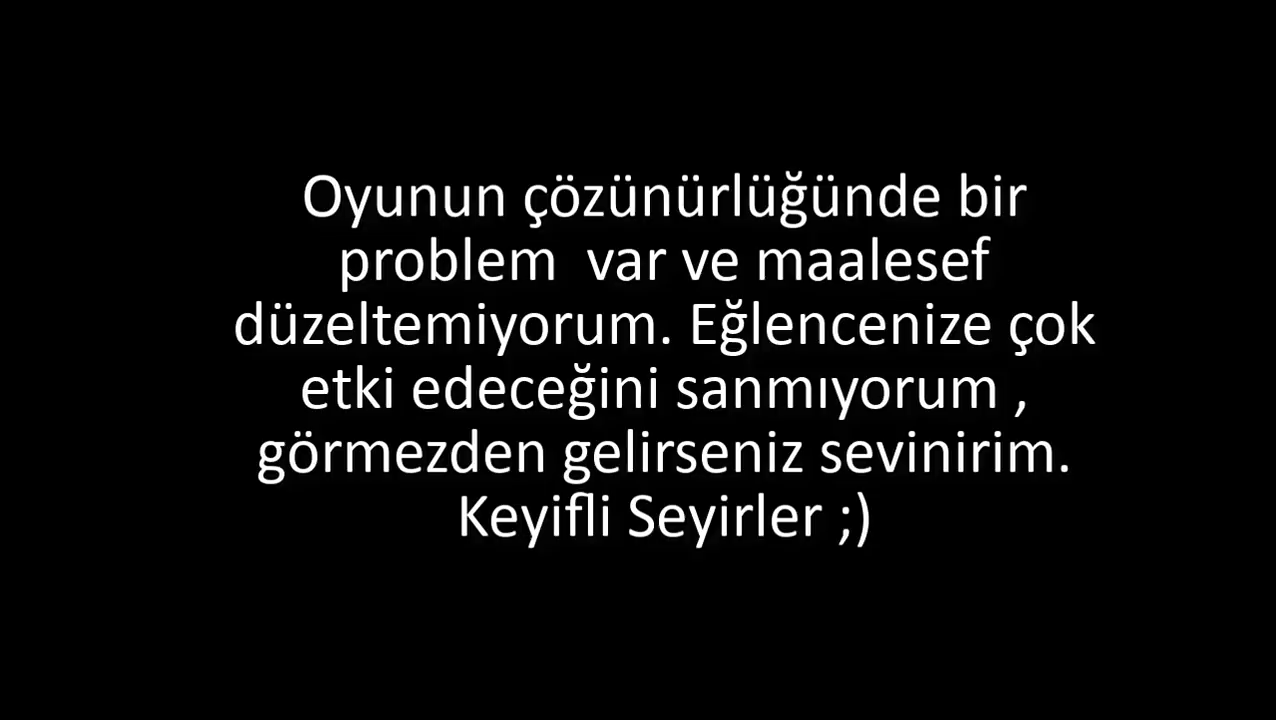 Oyunun çözünürlüğünde bir
problem  var ve maalesef
düzeltemiyorum. Eğlencenize çok
etki edeceğini sanmıyorum ,
görmezden gelirseniz sevinirim.
Keyifli Seyirler ;)